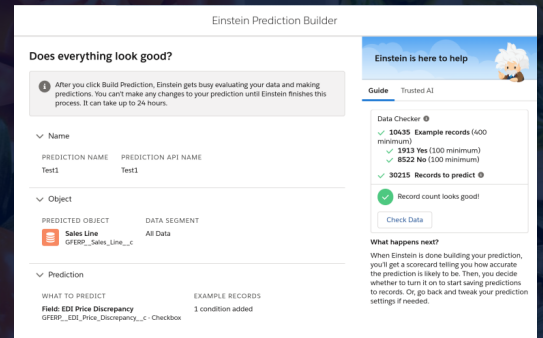 Einstein Prediction Builder
Does everything look good?
After you click Build Prediction, Einstein gets busy evaluating your data and making
predictions. You can't make any changes to your prediction until Einstein finishes this
process. It can take up to 24 hours.
Name
PREDICTION NAME PREDICTION API NAME
Test1 Test1
Object
PREDICTED OBJECT DATA SEGMENT
Sales Line All Data
GFERP__Sales_Line__c
Prediction
WHAT TO PREDICT EXAMPLE RECORDS
Field: EDI Price Discrepancy 1 condition added
GFERP__EDI_Price_Discrepancy__c - Checkbox
Einstein is here to help
Guide Trusted AI
Data Checker
10435 Example records (400
minimum)
1913 Yes (100 minimum)
8522 No (100 minimum)
30215 Records to predict
Record count looks good!
Check Data
What happens next?
When Einstein is done building your prediction,
you'll get a scorecard telling you how accurate
the prediction is likely to be. Then, you decide
whether to turn it on to start saving predictions
to records. Or, go back and tweak your prediction
settings if needed.